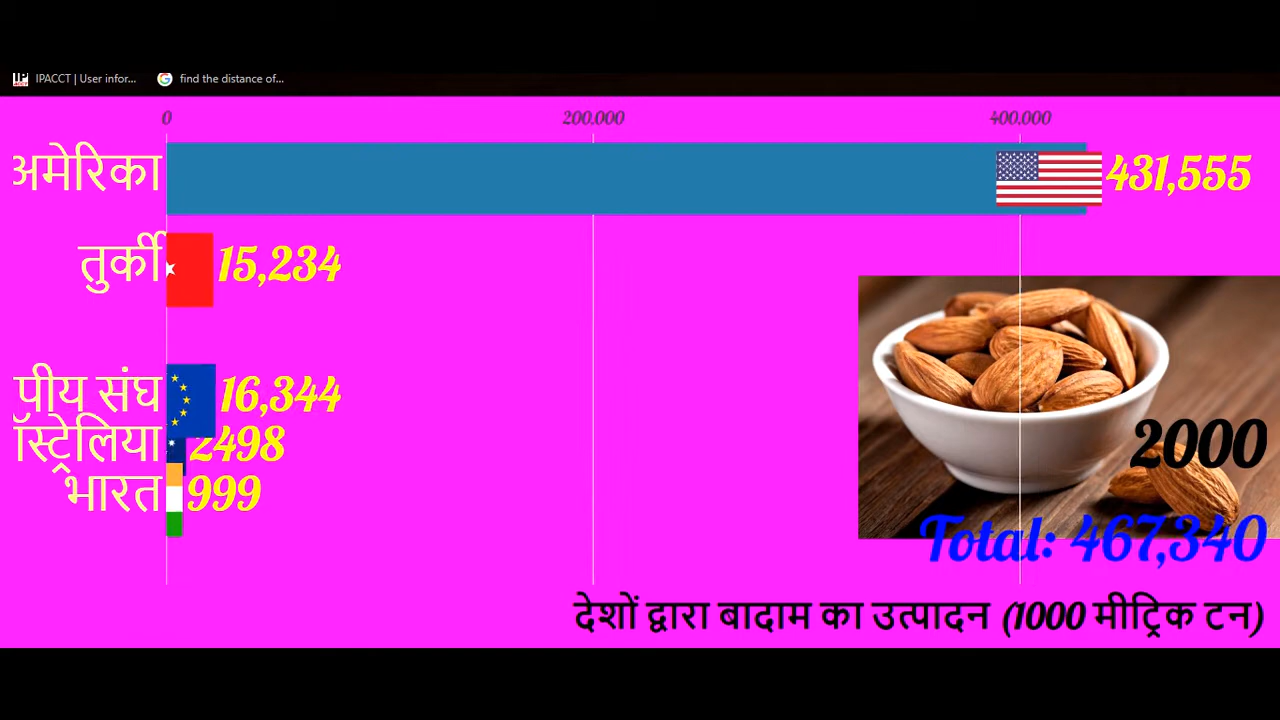 IPACCT | User infor... find the distance of...
0 200,000 400,000
अमेरिका 431,555
तुर्की 15,234
पीय संघ 16,344
ॉस्ट्रेलिया 2498
भारत 999
2000
Total: 467,340
देशों द्वारा बादाम का उत्पादन (1000 मीट्रिक टन)